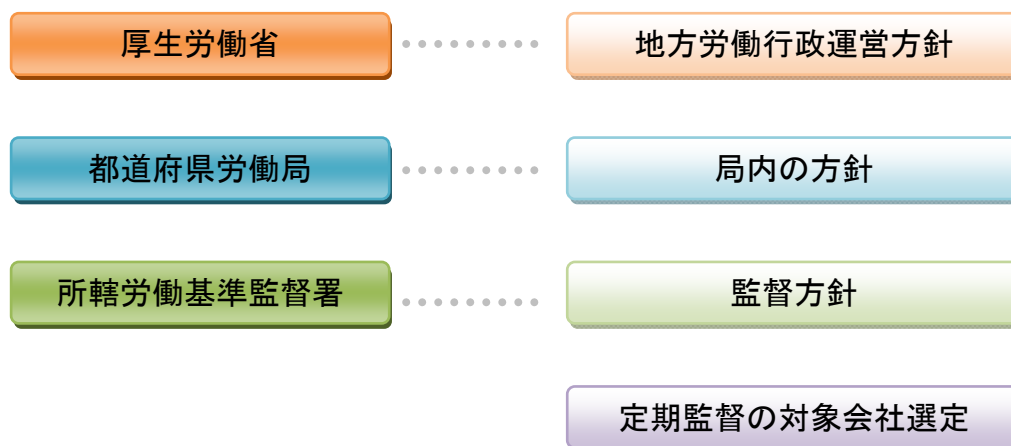 厚生労働省
地方労働行政運営方針
都道府県労働局
局内の方針
所轄労働基準監督署
監督方針
定期監督の対象会社選定